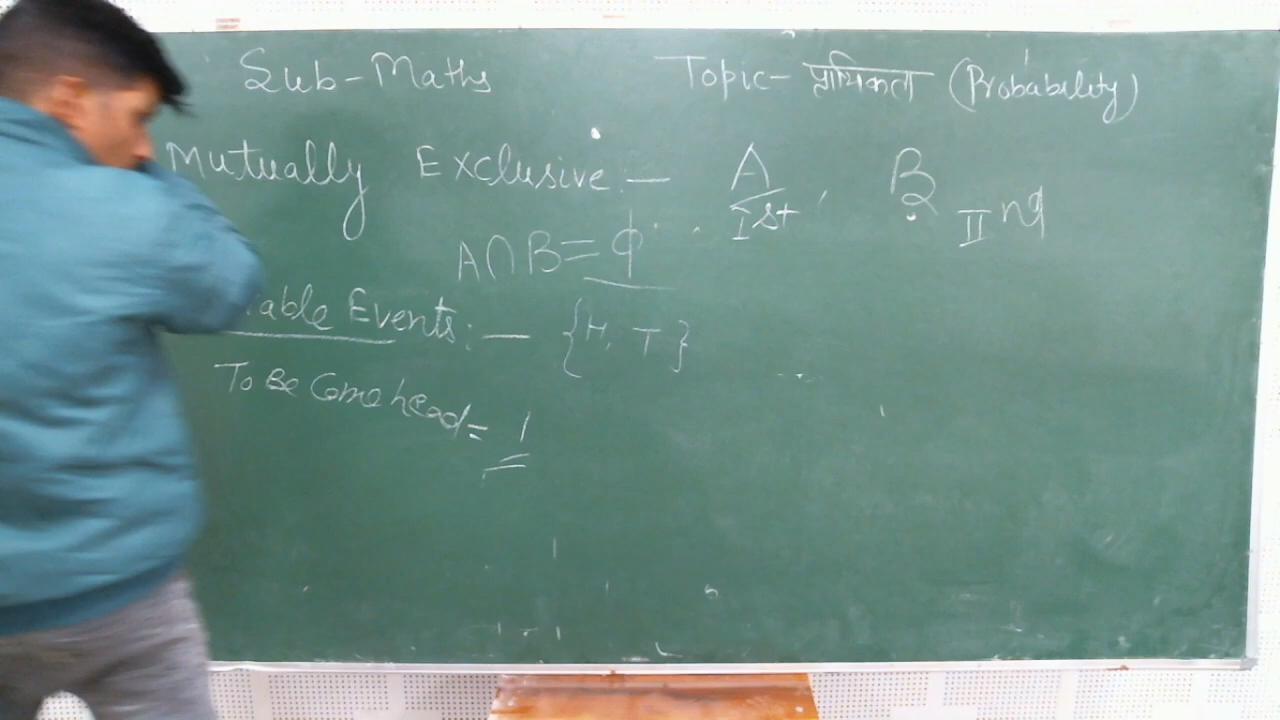 Sub-Maths Topic- प्रायिकता (Probability)
Mutually Exclusive:- A, B
Ist IInd
A∩B=ϕ
able Events:- {H, T}
To Be Come head = 1